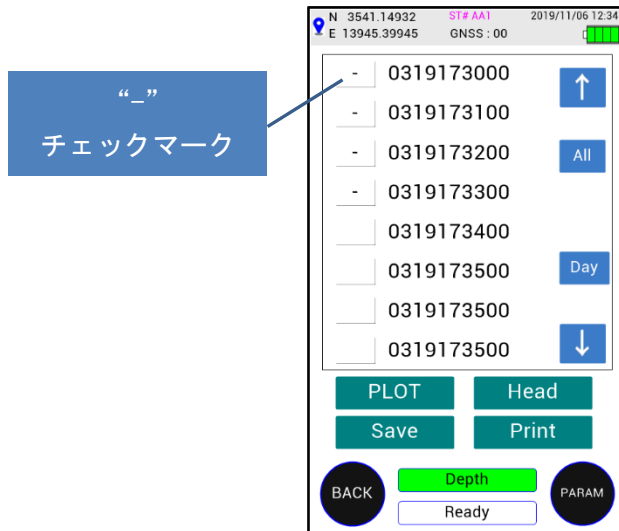 N 3541.14932 ST# AA1 2019/11/06 12:34
E 13945.39945 GNSS : 00
“–”
チェックマーク
- 0319173000
↑
- 0319173100
- 0319173200
All
- 0319173300
0319173400
0319173500
Day
0319173500
0319173500
↓
PLOT Head
Save Print
BACK
Depth
Ready
PARAM